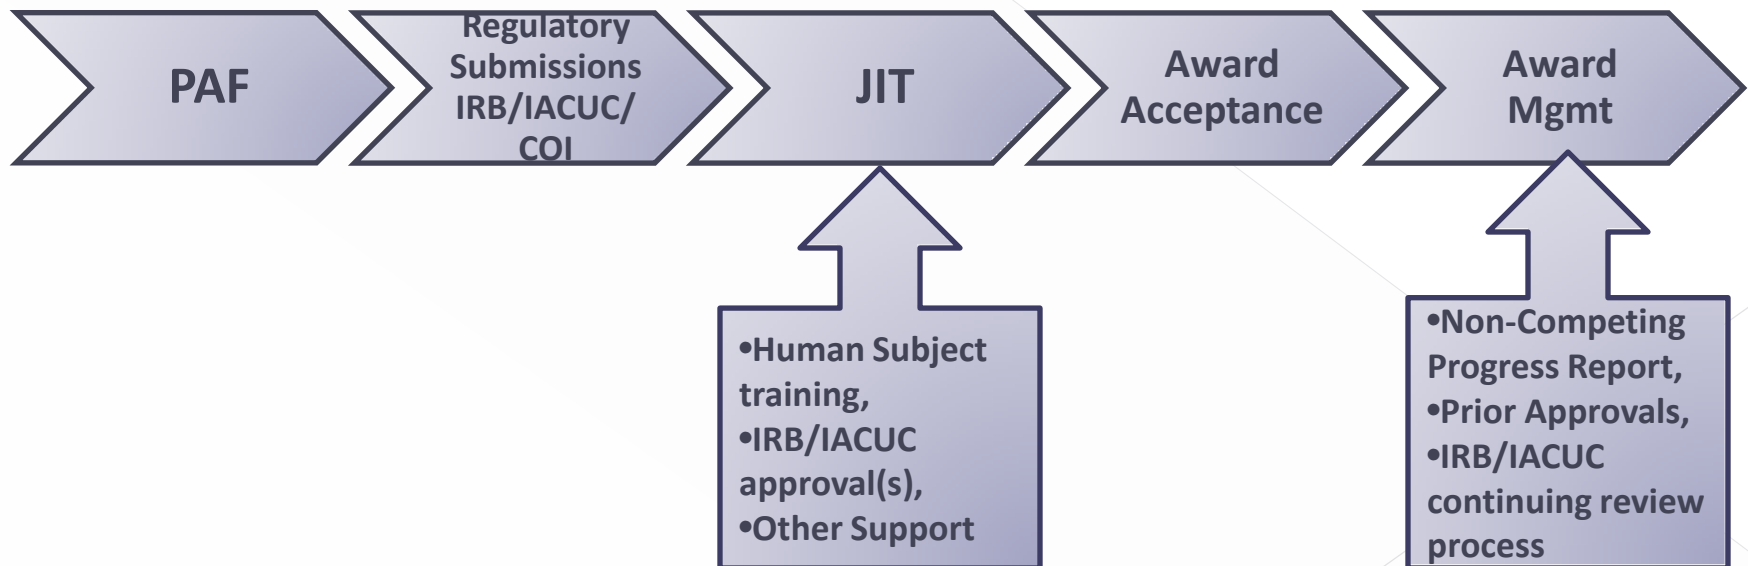 PAF
Regulatory
Submissions
IRB/IACUC/
COI
JIT
Award
Acceptance
Award
Mgmt
•Human Subject
training,
•IRB/IACUC
approval(s),
•Other Support
•Non-Competing
Progress Report,
•Prior Approvals,
•IRB/IACUC
continuing review
process